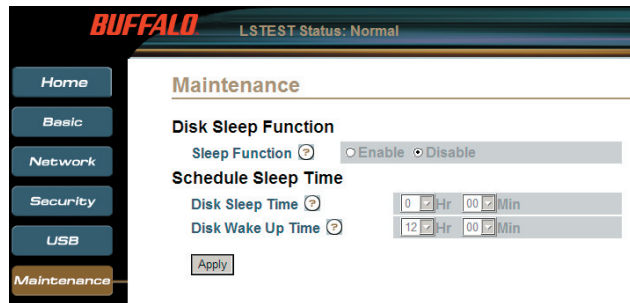 BUFFALO LSTEST Status: Normal
Home
Basic
Network
Security
USB
Maintenance
Maintenance
Disk Sleep Function
Sleep Function ? Enable Disable
Schedule Sleep Time
Disk Sleep Time ? 0 Hr 00 Min
Disk Wake Up Time ? 12 Hr 00 Min
Apply